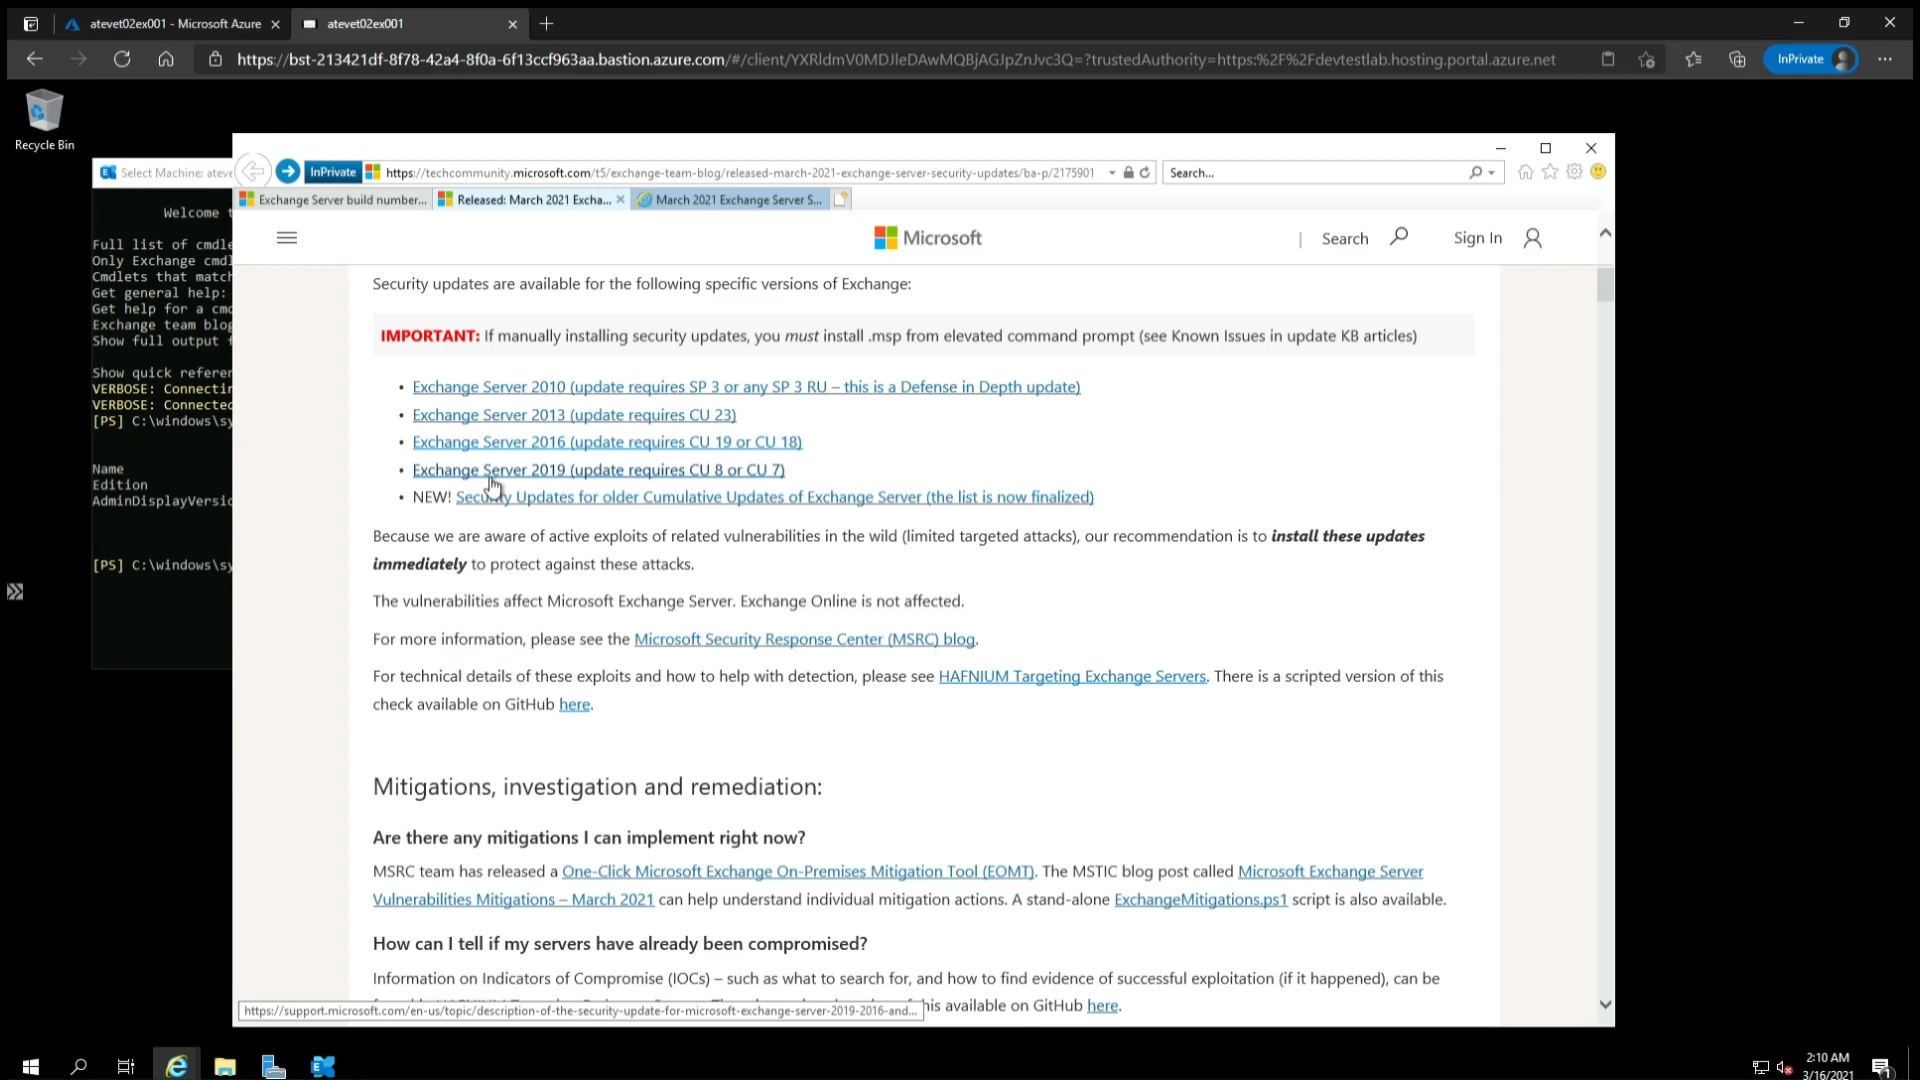 atevet02ex001 - Microsoft Azure
atevet02ex001
https://bst-213421df-8f78-42a4-8f0a-6f13ccf963aa.bastion.azure.com/#/client/YXRldmV0MDJleDAwMQBjAGJpZnJvc3Q=?trustedAuthority=https:%2F%2Fdevtestlab.hosting.portal.azure.net
InPrivate
Recycle Bin
Select Machine: ateve
Welcome t
Full list of cmdle
Only Exchange cmdl
Cmdlets that match
Get general help:
Get help for a cmd
Exchange team blog
Show full output f
Show quick referen
VERBOSE: Connectin
VERBOSE: Connected
[PS] C:\windows\sy
Name
Edition
AdminDisplayVersio
[PS] C:\windows\sy
InPrivate
https://techcommunity.microsoft.com/t5/exchange-team-blog/released-march-2021-exchange-server-security-updates/ba-p/2175901
Search...
Exchange Server build number...
Released: March 2021 Excha...
March 2021 Exchange Server S...
Microsoft
| Search
Sign In
Security updates are available for the following specific versions of Exchange:
IMPORTANT: If manually installing security updates, you must install .msp from elevated command prompt (see Known Issues in update KB articles)
• Exchange Server 2010 (update requires SP 3 or any SP 3 RU – this is a Defense in Depth update)
• Exchange Server 2013 (update requires CU 23)
• Exchange Server 2016 (update requires CU 19 or CU 18)
• Exchange Server 2019 (update requires CU 8 or CU 7)
• NEW! Security Updates for older Cumulative Updates of Exchange Server (the list is now finalized)
Because we are aware of active exploits of related vulnerabilities in the wild (limited targeted attacks), our recommendation is to install these updates
immediately to protect against these attacks.
The vulnerabilities affect Microsoft Exchange Server. Exchange Online is not affected.
For more information, please see the Microsoft Security Response Center (MSRC) blog.
For technical details of these exploits and how to help with detection, please see HAFNIUM Targeting Exchange Servers. There is a scripted version of this
check available on GitHub here.
Mitigations, investigation and remediation:
Are there any mitigations I can implement right now?
MSRC team has released a One-Click Microsoft Exchange On-Premises Mitigation Tool (EOMT). The MSTIC blog post called Microsoft Exchange Server
Vulnerabilities Mitigations – March 2021 can help understand individual mitigation actions. A stand-alone ExchangeMitigations.ps1 script is also available.
How can I tell if my servers have already been compromised?
Information on Indicators of Compromise (IOCs) – such as what to search for, and how to find evidence of successful exploitation (if it happened), can be
his available on GitHub here.
https://support.microsoft.com/en-us/topic/description-of-the-security-update-for-microsoft-exchange-server-2019-2016-and...
2:10 AM
3/16/2021
1